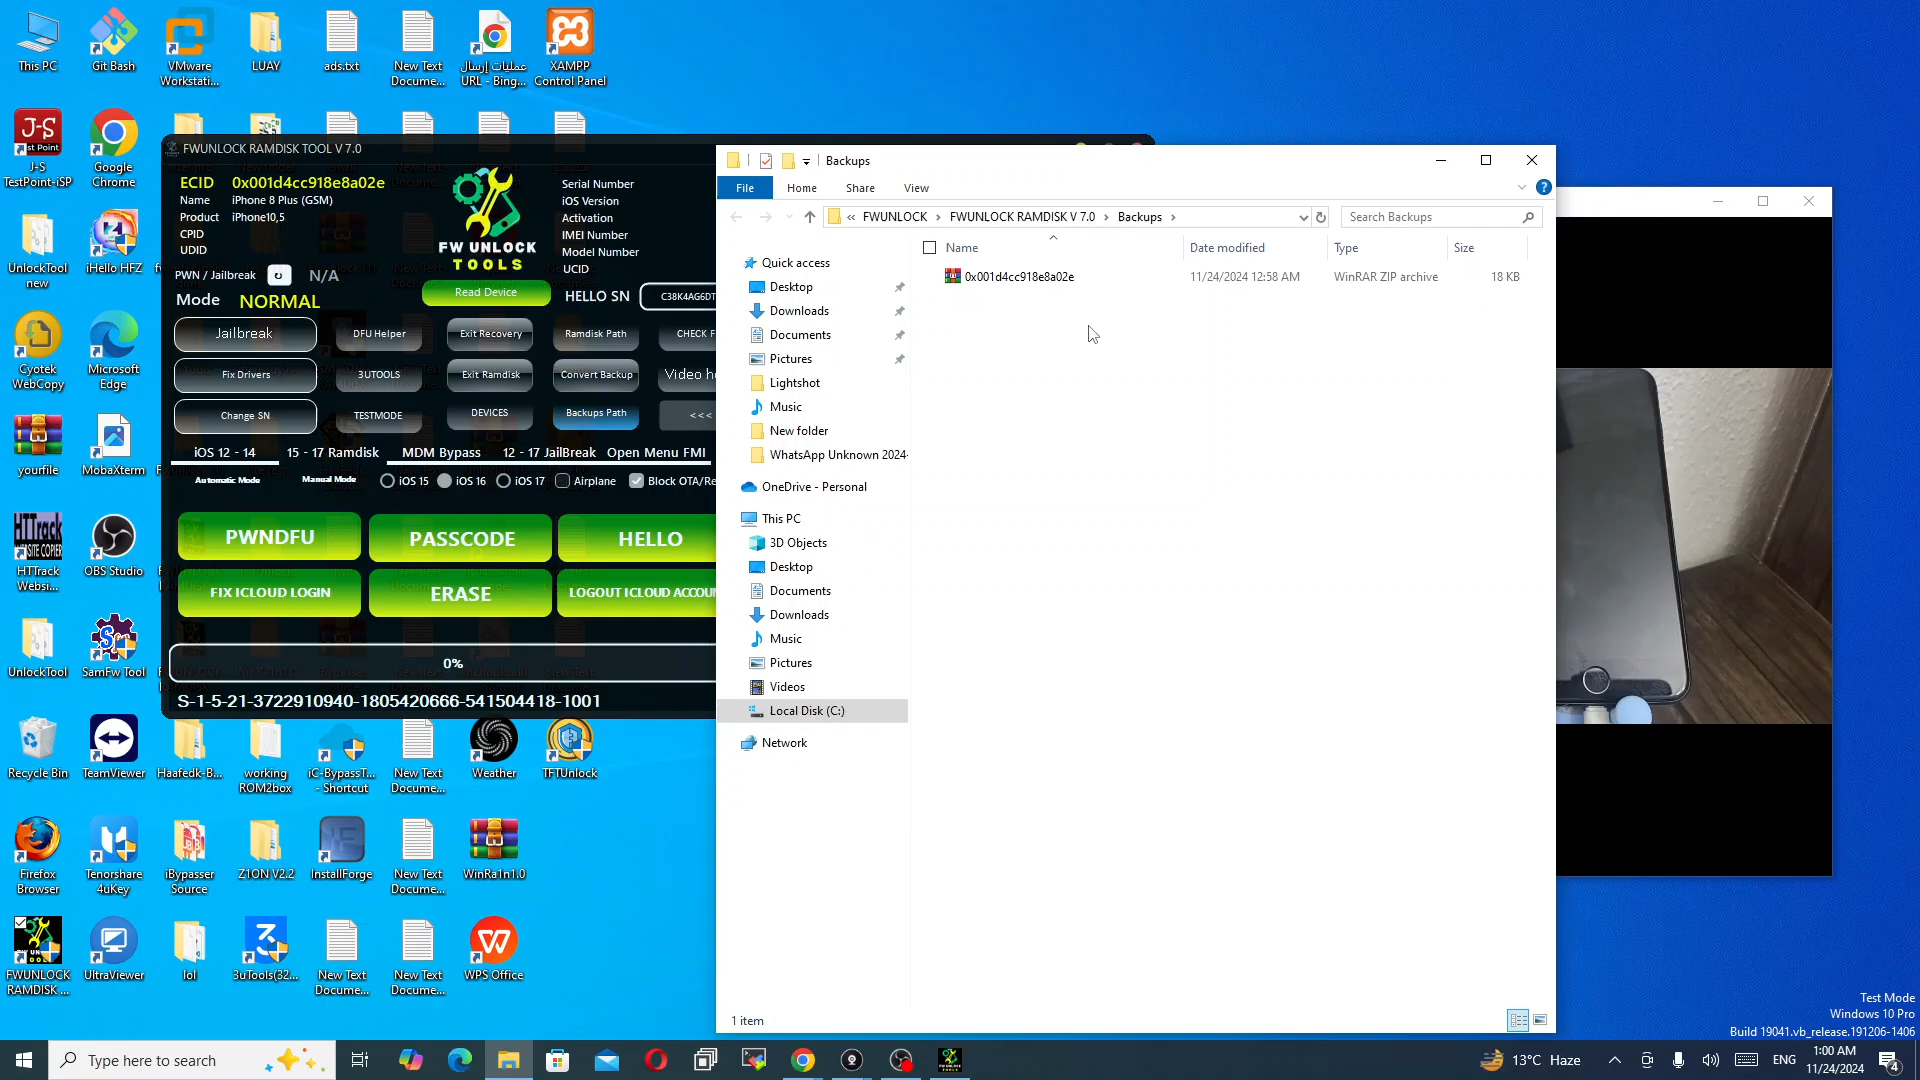 This PC
Git Bash
VMware Workstati...
LUAY
ads.txt
New Text Docume...
عمليات إرسال URL - Bing...
XAMPP Control Panel
J-S TestPoint-iSP
Google Chrome
UnlockTool new
iHello HFZ
Cyotek WebCopy
Microsoft Edge
yourfile
MobaXterm
HTTrack Websi...
OBS Studio
UnlockTool
SamFw Tool
Recycle Bin
TeamViewer
Haafedk-B...
working ROM2box
iC-BypassT... - Shortcut
New Text Docume...
Weather
TFTUnlock
Firefox Browser
Tenorshare 4uKey
iBypasser Source
Z1ON V2.2
InstallForge
New Text Docume...
WinRa1n1.0
FWUNLOCK RAMDISK ...
UltraViewer
lol
3uTools(32...
New Text Docume...
New Text Docume...
WPS Office
FWUNLOCK RAMDISK TOOL V 7.0
ECID 0x001d4cc918e8a02e
Name iPhone 8 Plus (GSM)
Product iPhone10,5
CPID
UDID
PWN / Jailbreak N/A
Mode NORMAL
FW UNLOCK
TOOLS
Read Device
Serial Number
iOS Version
Activation
IMEI Number
Model Number
UCID
HELLO SN C38K4AG6DT
Jailbreak DFU Helper Exit Recovery Ramdisk Path CHECK F
Fix Drivers 3UTOOLS Exit Ramdisk Convert Backup Video h
Change SN TESTMODE DEVICES Backups Path <<<
iOS 12 - 14 15 - 17 Ramdisk MDM Bypass 12 - 17 JailBreak Open Menu FMI
Automatic Mode Manual Mode iOS 15 iOS 16 iOS 17 Airplane Block OTA/Re
PWNDFU PASSCODE HELLO
FIX ICLOUD LOGIN ERASE LOGOUT ICLOUD ACCOU
0%
S-1-5-21-3722910940-1805420666-541504418-1001
Backups
File Home Share View
« FWUNLOCK › FWUNLOCK RAMDISK V 7.0 › Backups ›
Search Backups
Name Date modified Type Size
0x001d4cc918e8a02e 11/24/2024 12:58 AM WinRAR ZIP archive 18 KB
Quick access
Desktop
Downloads
Documents
Pictures
Lightshot
Music
New folder
WhatsApp Unknown 2024-
OneDrive - Personal
This PC
3D Objects
Desktop
Documents
Downloads
Music
Pictures
Videos
Local Disk (C:)
Network
1 item
Test Mode
Windows 10 Pro
Build 19041.vb_release.191206-1406
Type here to search
13°C Haze
ENG
1:00 AM
11/24/2024
4